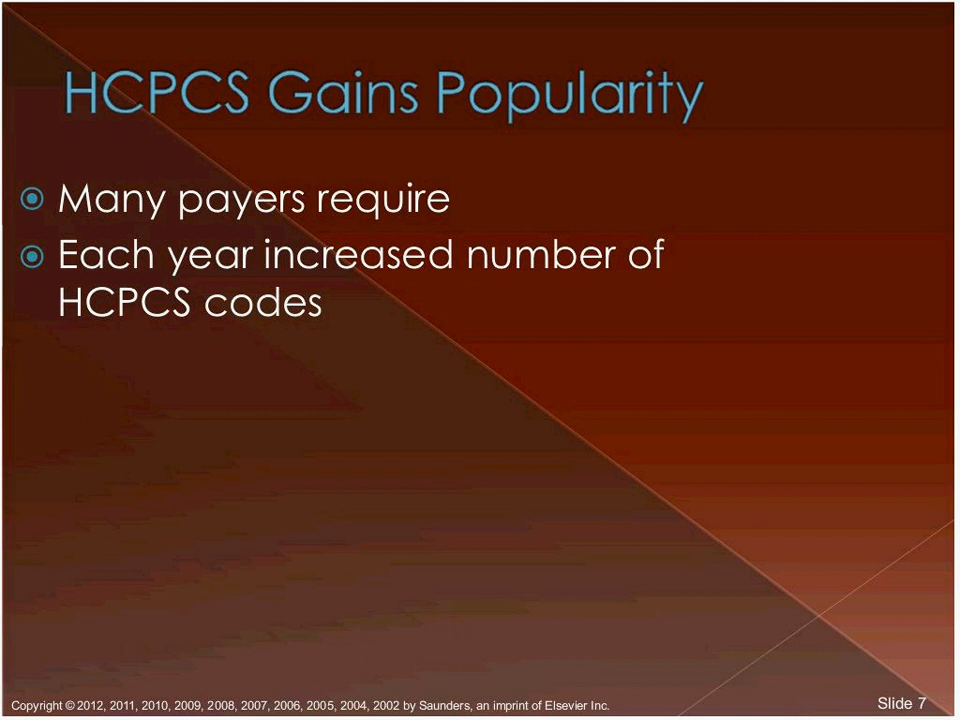 HCPCS Gains Popularity
Many payers require
Each year increased number of
HCPCS codes
Copyright © 2012, 2011, 2010, 2009, 2008, 2007, 2006, 2005, 2004, 2002 by Saunders, an imprint of Elsevier Inc.
Slide 7